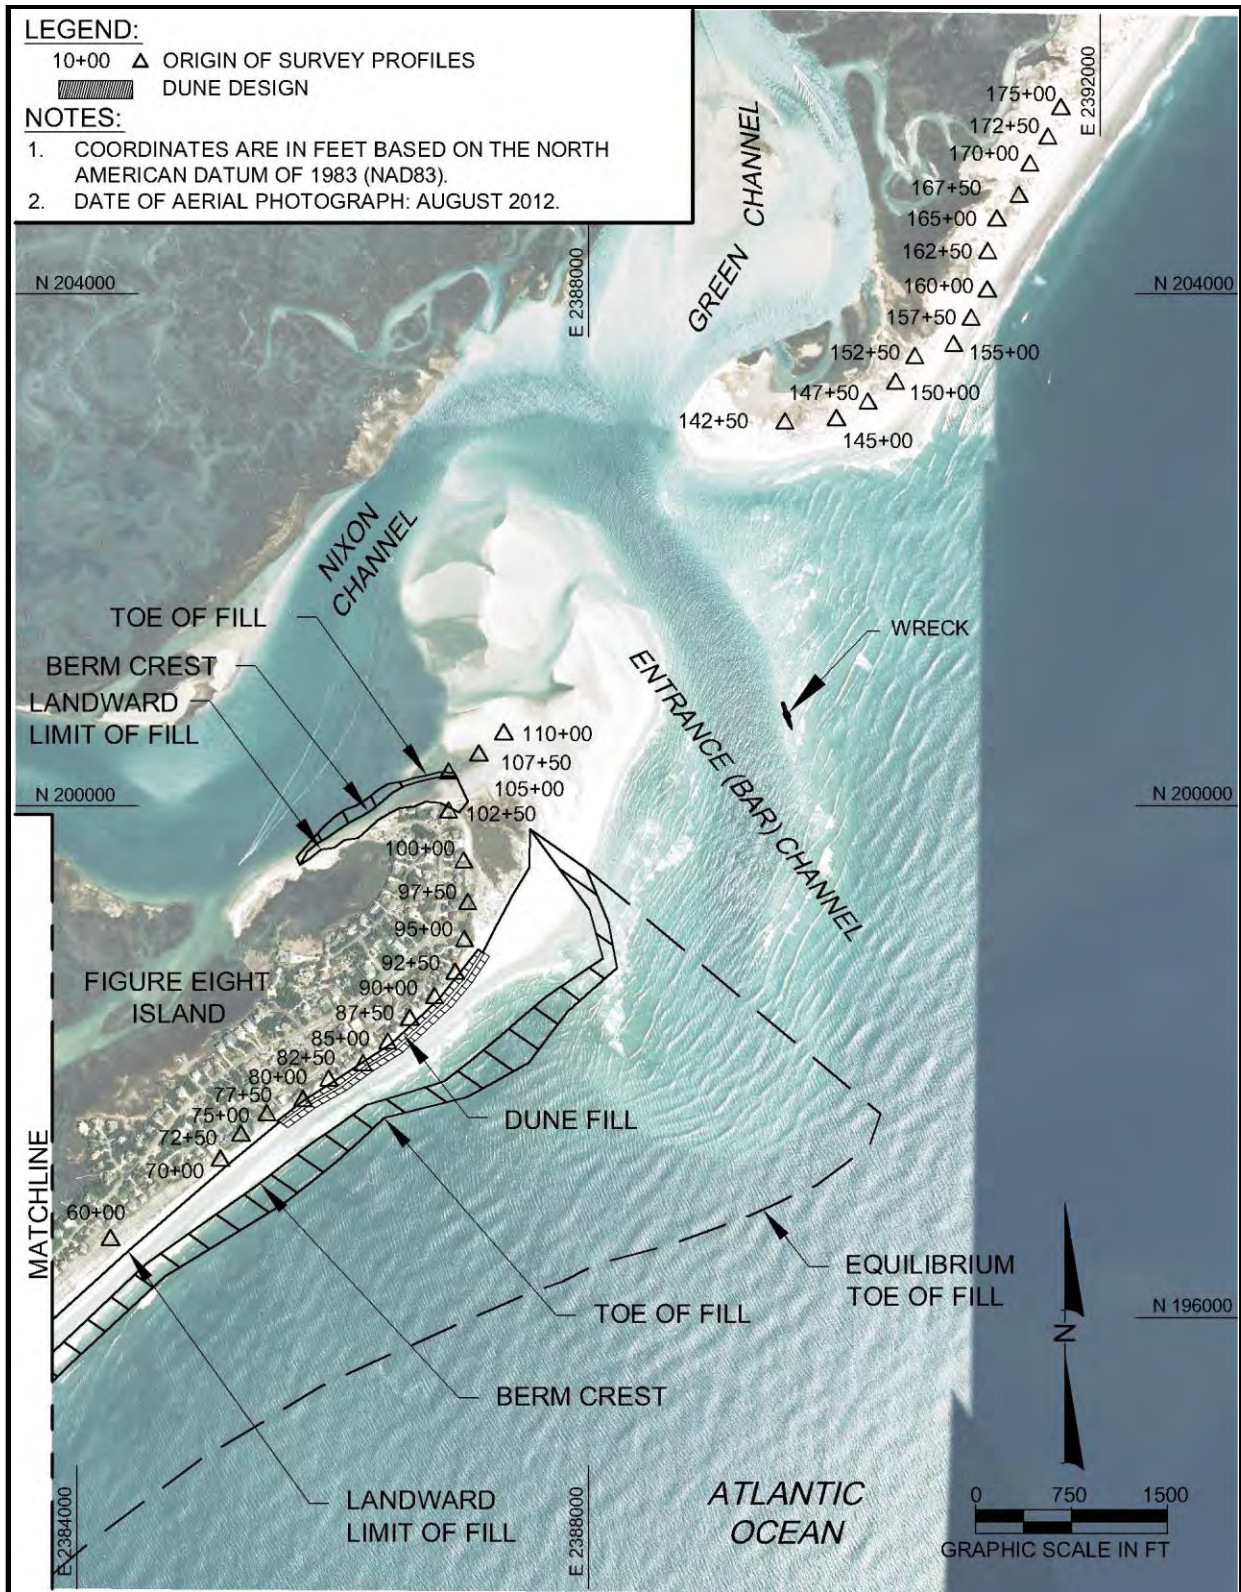 LEGEND:
10+00 ORIGIN OF SURVEY PROFILES
DUNE DESIGN
NOTES:
1. COORDINATES ARE IN FEET BASED ON THE NORTH
AMERICAN DATUM OF 1983 (NAD83).
2. DATE OF AERIAL PHOTOGRAPH: AUGUST 2012.
E 2392000
175+00
172+50
170+00
167+50
165+00
162+50
160+00
157+50
155+00
152+50
150+00
147+50
145+00
142+50
GREEN
CHANNEL
E 2388000
N 204000
N 204000
NIXON
CHANNEL
TOE OF FILL
BERM CREST
LANDWARD
LIMIT OF FILL
WRECK
ENTRANCE (BAR) CHANNEL
110+00
107+50
105+00
102+50
N 200000
N 200000
100+00
97+50
95+00
92+50
90+00
87+50
85+00
82+50
80+00
77+50
75+00
72+50
70+00
60+00
FIGURE EIGHT
ISLAND
MATCHLINE
DUNE FILL
EQUILIBRIUM
TOE OF FILL
TOE OF FILL
BERM CREST
LANDWARD
LIMIT OF FILL
N 196000
N
E 2384000
E 2388000
ATLANTIC
OCEAN
0 750 1500
GRAPHIC SCALE IN FT